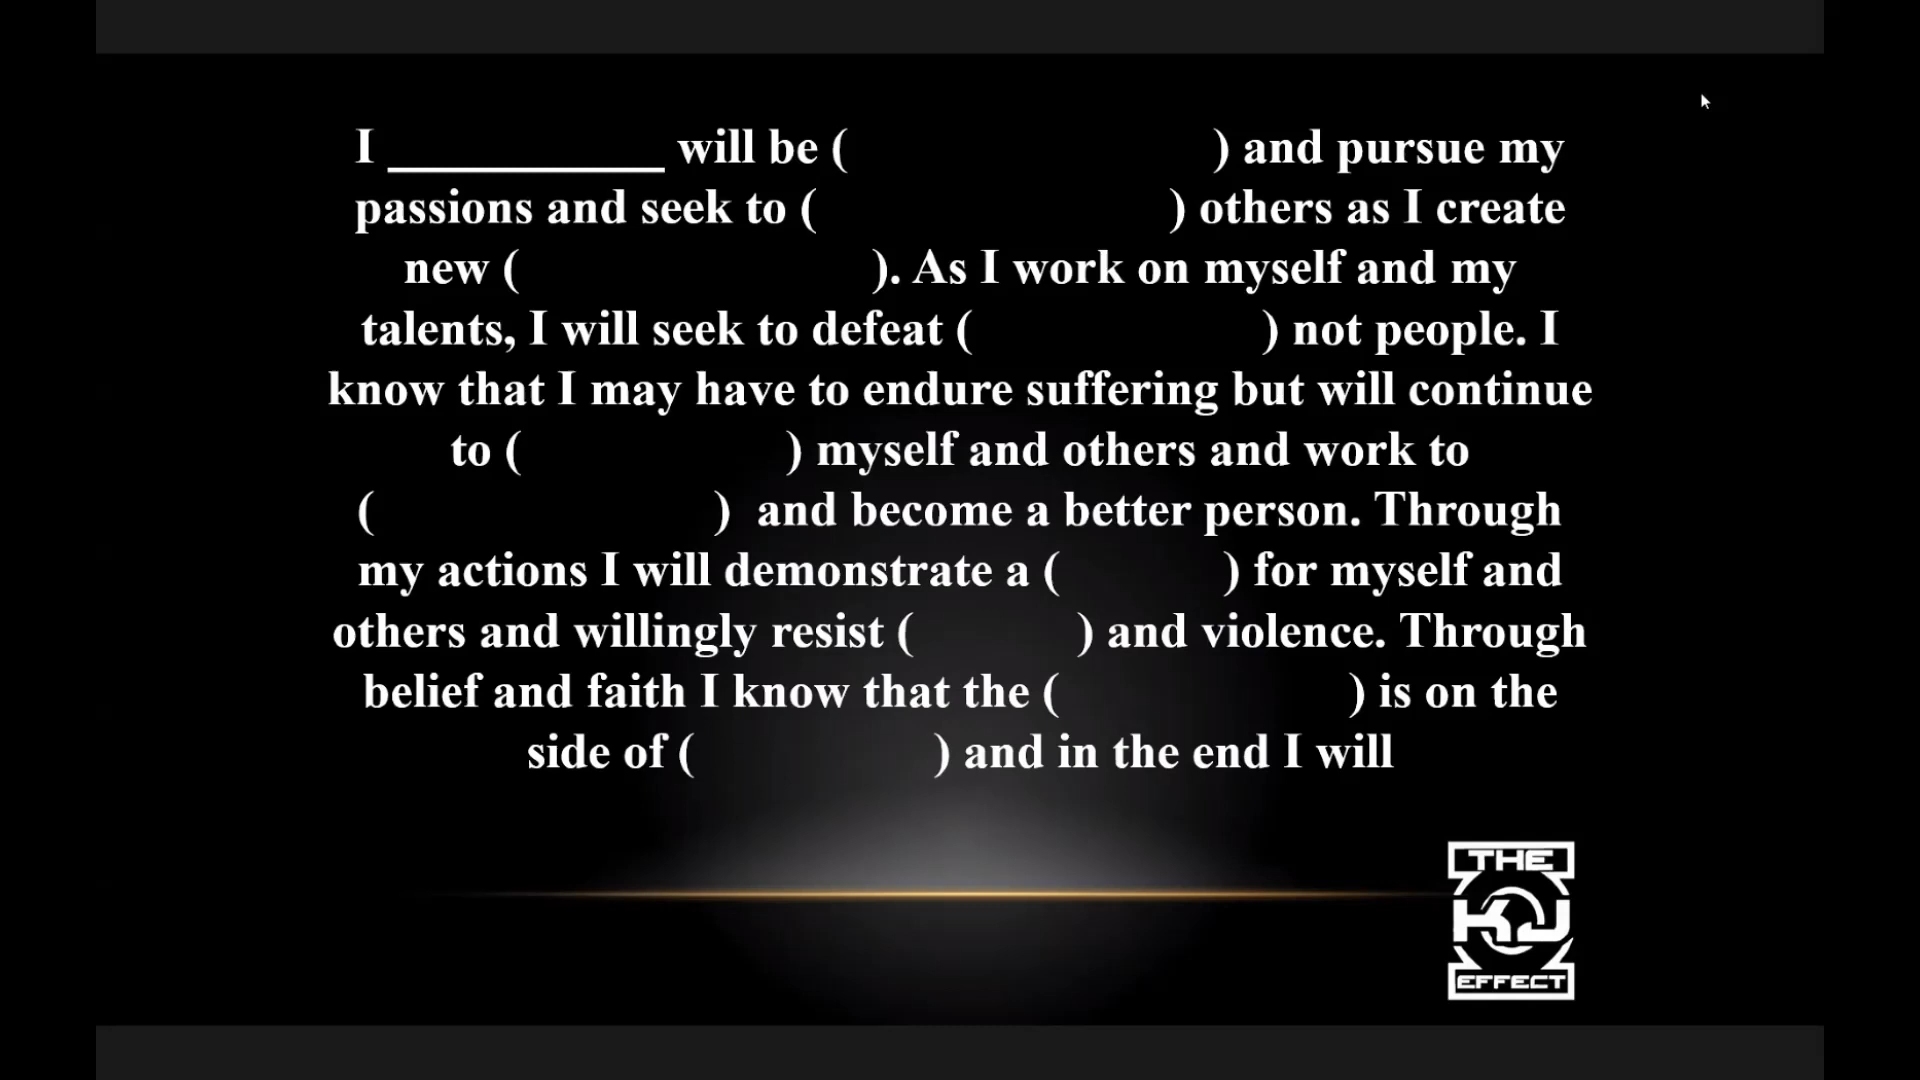 I ___________ will be ( ) and pursue my
passions and seek to ( ) others as I create
new ( ). As I work on myself and my
talents, I will seek to defeat ( ) not people. I
know that I may have to endure suffering but will continue
to ( ) myself and others and work to
( ) and become a better person. Through
my actions I will demonstrate a ( ) for myself and
others and willingly resist ( ) and violence. Through
belief and faith I know that the ( ) is on the
side of ( ) and in the end I will
THE
KJ
EFFECT